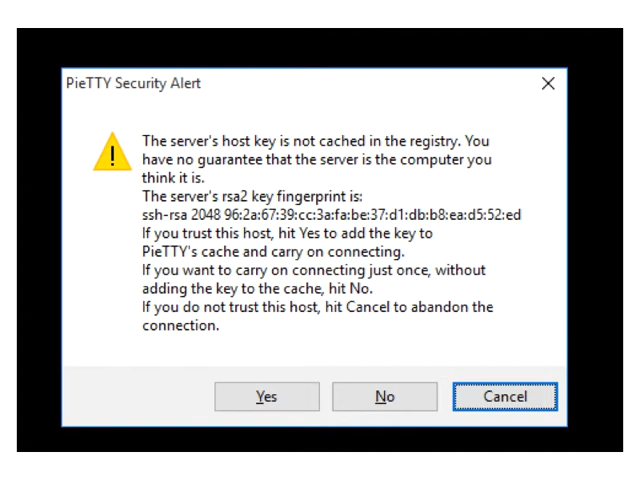 PieTTY Security Alert
The server's host key is not cached in the registry. You
have no guarantee that the server is the computer you
think it is.
The server's rsa2 key fingerprint is:
ssh-rsa 2048 96:2a:67:39:cc:3a:fa:be:37:d1:db:b8:ea:d5:52:ed
If you trust this host, hit Yes to add the key to
PieTTY's cache and carry on connecting.
If you want to carry on connecting just once, without
adding the key to the cache, hit No.
If you do not trust this host, hit Cancel to abandon the
connection.
Yes
No
Cancel